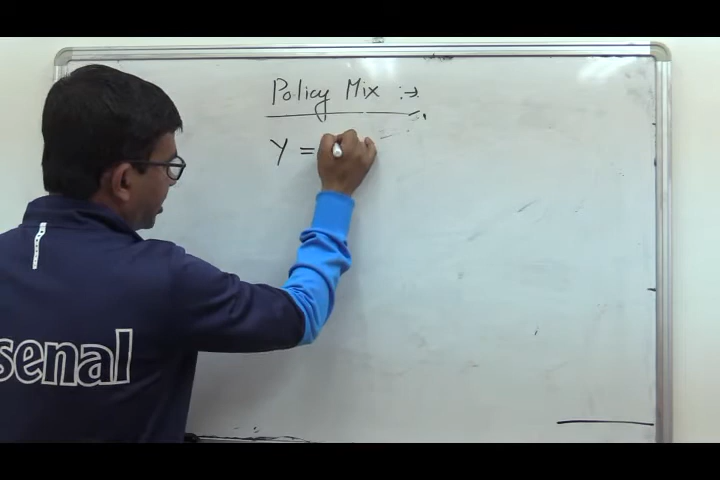 Policy Mix :→
Y =
senal